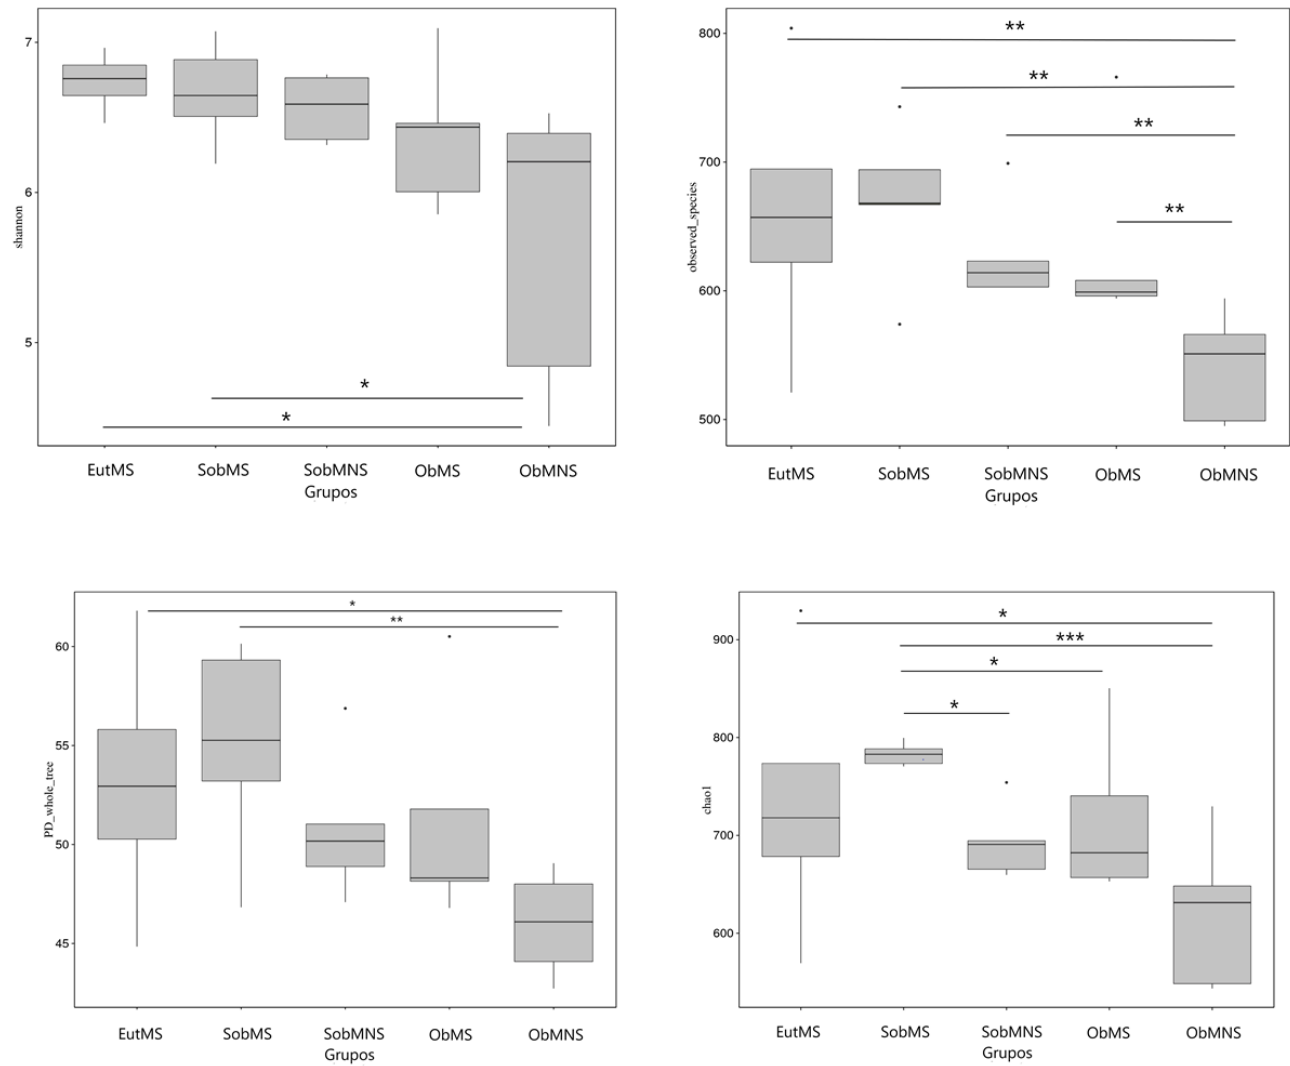 7
6
5
shannon
*
*
EutMS SobMS SobMNS ObMS ObMNS
Grupos
800
700
600
500
observed_species
**
**
**
**
EutMS SobMS SobMNS ObMS ObMNS
Grupos
60
55
50
45
PD_whole_tree
*
**
EutMS SobMS SobMNS ObMS ObMNS
Grupos
900
800
700
600
chao1
*
***
*
*
EutMS SobMS SobMNS ObMS ObMNS
Grupos